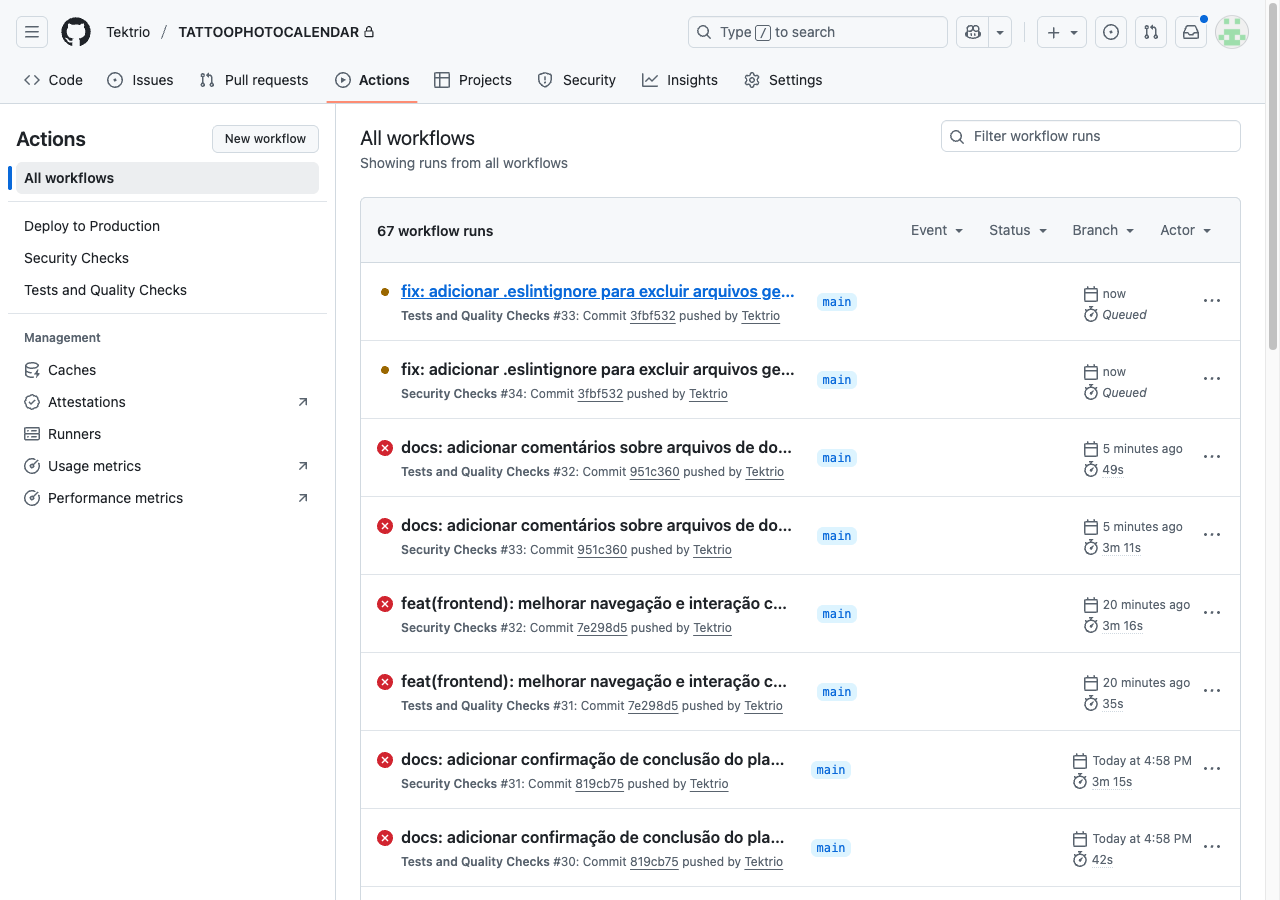 Tektrio / TATTOOPHOTOCALENDAR
Type / to search
Code
Issues
Pull requests
Actions
Projects
Security
Insights
Settings
Actions
New workflow
All workflows
Deploy to Production
Security Checks
Tests and Quality Checks
Management
Caches
Attestations
Runners
Usage metrics
Performance metrics
All workflows
Showing runs from all workflows
Filter workflow runs
67 workflow runs
Event
Status
Branch
Actor
fix: adicionar .eslintignore para excluir arquivos ge...
Tests and Quality Checks #33: Commit 3fbf532 pushed by Tektrio
main
now
Queued
fix: adicionar .eslintignore para excluir arquivos ge...
Security Checks #34: Commit 3fbf532 pushed by Tektrio
main
now
Queued
docs: adicionar comentários sobre arquivos de do...
Tests and Quality Checks #32: Commit 951c360 pushed by Tektrio
main
5 minutes ago
49s
docs: adicionar comentários sobre arquivos de do...
Security Checks #33: Commit 951c360 pushed by Tektrio
main
5 minutes ago
3m 11s
feat(frontend): melhorar navegação e interação c...
Security Checks #32: Commit 7e298d5 pushed by Tektrio
main
20 minutes ago
3m 16s
feat(frontend): melhorar navegação e interação c...
Tests and Quality Checks #31: Commit 7e298d5 pushed by Tektrio
main
20 minutes ago
35s
docs: adicionar confirmação de conclusão do pla...
Security Checks #31: Commit 819cb75 pushed by Tektrio
main
Today at 4:58 PM
3m 15s
docs: adicionar confirmação de conclusão do pla...
Tests and Quality Checks #30: Commit 819cb75 pushed by Tektrio
main
Today at 4:58 PM
42s